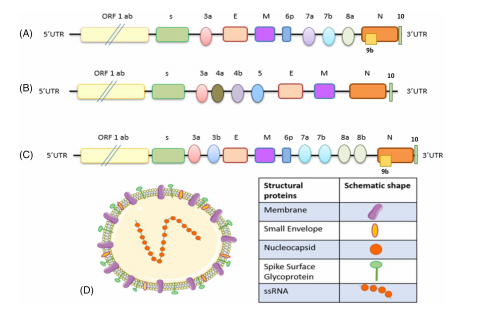 ORF 1 ab s 3a E M 6p 7a 7b 8a N 10
(A) 5'UTR 3'UTR
9b
ORF 1 ab s 3a 4a 4b 5 E M N 10
(B) 5'UTR 3'UTR
ORF 1 ab s 3a 3b E M 6p 7a 7b 8a 8b N 10
(C) 5'UTR 3'UTR
9b
(D)
Structural proteins Schematic shape
Membrane
Small Envelope
Nucleocapsid
Spike Surface
Glycoprotein
ssRNA